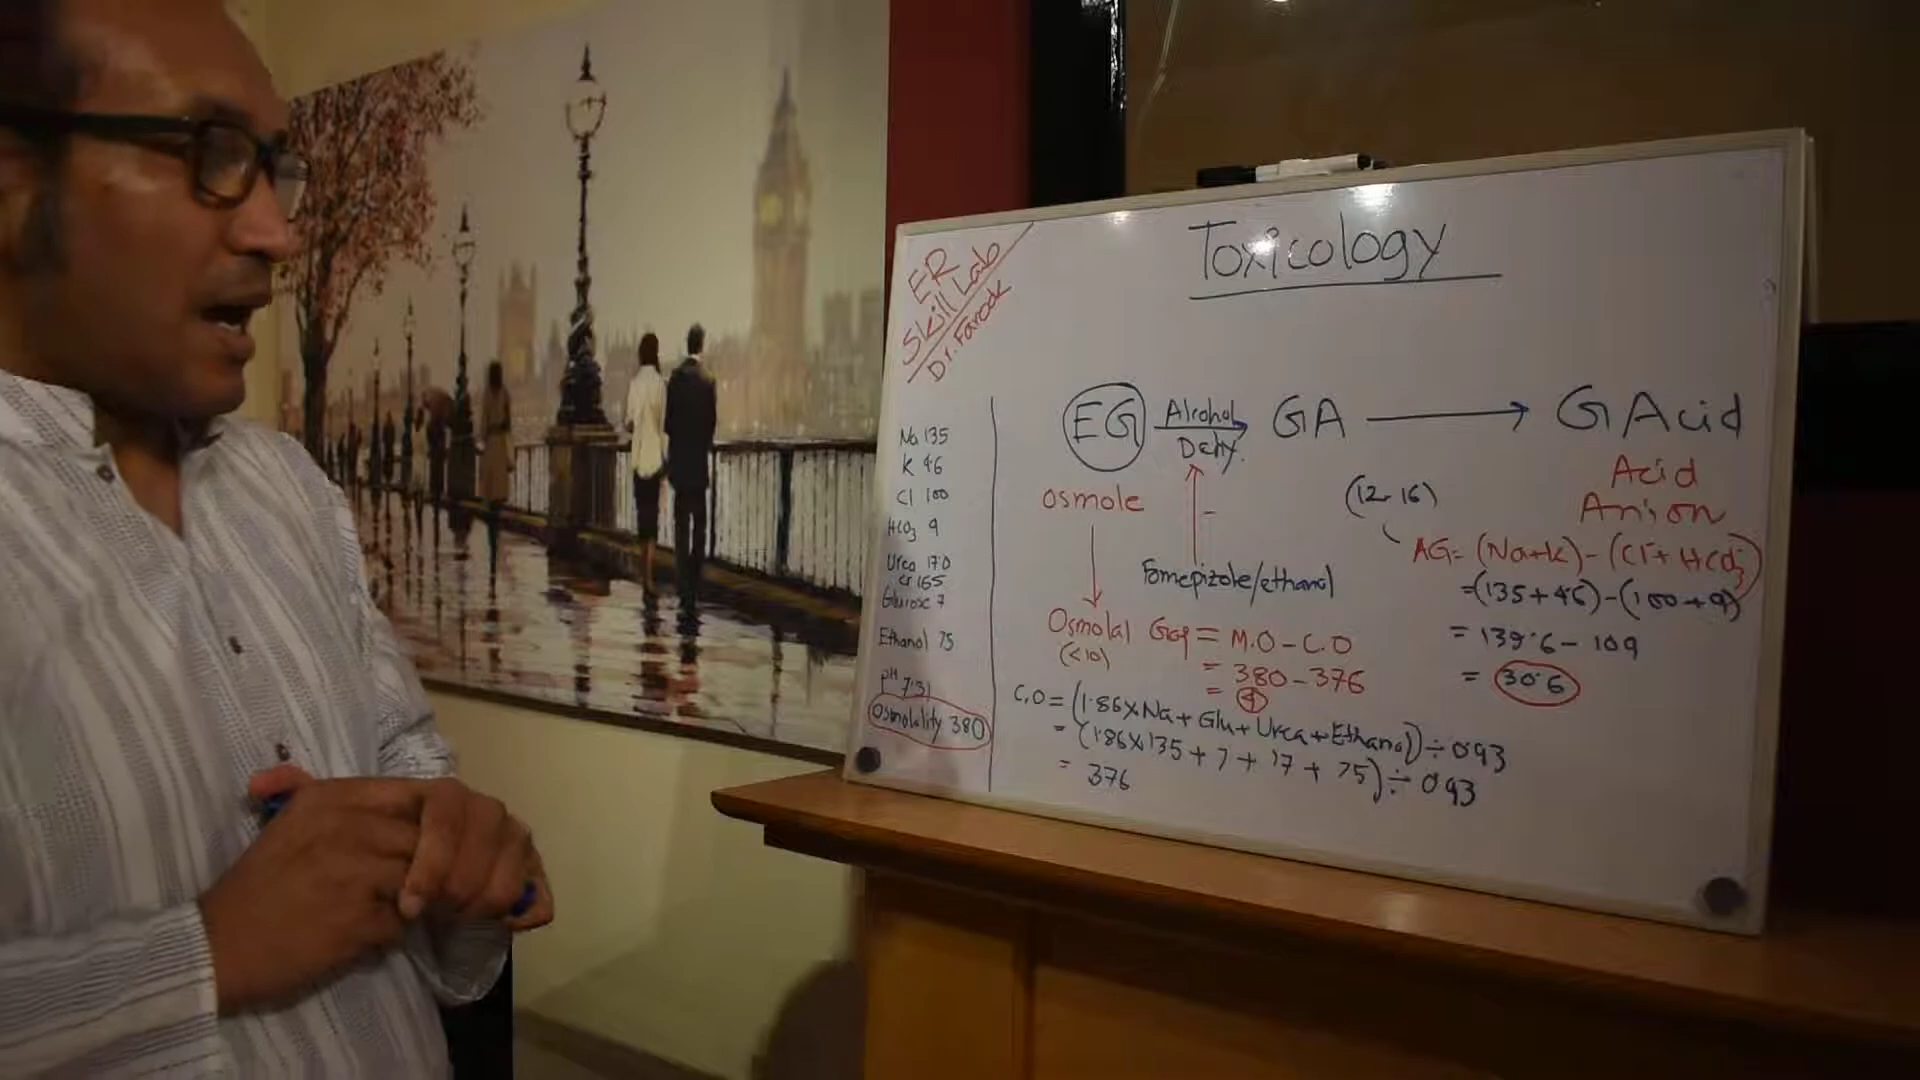 Toxicology
ER
Skill Lab
Dr. Farook
Na 135
K 4.6
Cl 100
HCO3 9
Urea 17.0
Cr 165
Glucose 7
Ethanol 75
pH 7.31
Osmolality 380
EG Alcohol Dehy. GA → GAcid
Osmole
Fomepizole/ethanol
Osmolal Gap = M.O - C.O
(<10)
= 380 - 376
= 4
C.O = (1.86 x Na + Glu + Urea + Ethanol) ÷ 0.93
= (1.86 x 135 + 7 + 17 + 75) ÷ 0.93
= 376
Acid
Anion
(12-16)
AG = (Na+K) - (Cl⁻ + HCO3⁻)
= (135 + 4.6) - (100 + 9)
= 139.6 - 109
= 30.6